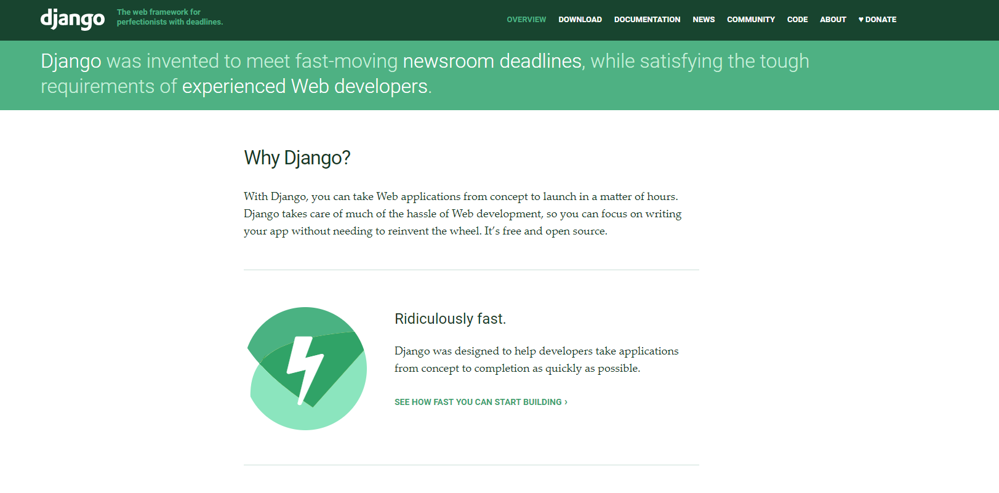 django
The web framework for
perfectionists with deadlines.
OVERVIEW DOWNLOAD DOCUMENTATION NEWS COMMUNITY CODE ABOUT ♥ DONATE
Django was invented to meet fast-moving newsroom deadlines, while satisfying the tough
requirements of experienced Web developers.
Why Django?
With Django, you can take Web applications from concept to launch in a matter of hours.
Django takes care of much of the hassle of Web development, so you can focus on writing
your app without needing to reinvent the wheel. It’s free and open source.
Ridiculously fast.
Django was designed to help developers take applications
from concept to completion as quickly as possible.
SEE HOW FAST YOU CAN START BUILDING ›